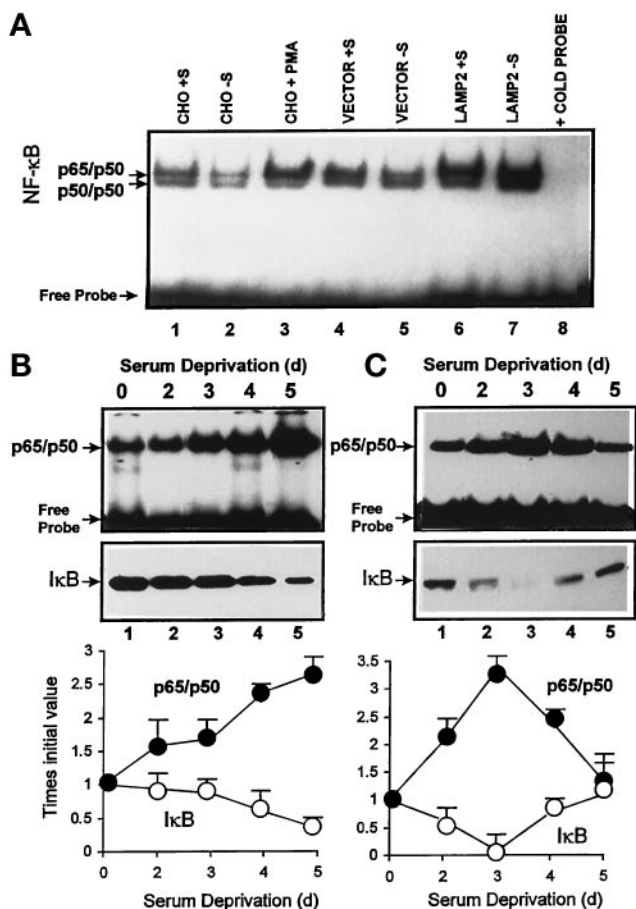 A
CHO +S
CHO -S
CHO + PMA
VECTOR +S
VECTOR -S
LAMP2 +S
LAMP2 -S
+ COLD PROBE
NF-κB
p65/p50
p50/p50
Free Probe
1 2 3 4 5 6 7 8
B
Serum Deprivation (d)
0 2 3 4 5
p65/p50
Free
Probe
IκB
1 2 3 4 5
3
2.5
2
1.5
1
0.5
0
Times initial value
p65/p50
IκB
0 2 3 4 5
Serum Deprivation (d)
C
Serum Deprivation (d)
0 2 3 4 5
p65/p50
Free
Probe
IκB
1 2 3 4 5
3.5
3
2.5
2
1.5
1
0.5
0
p65/p50
IκB
0 2 3 4 5
Serum Deprivation (d)